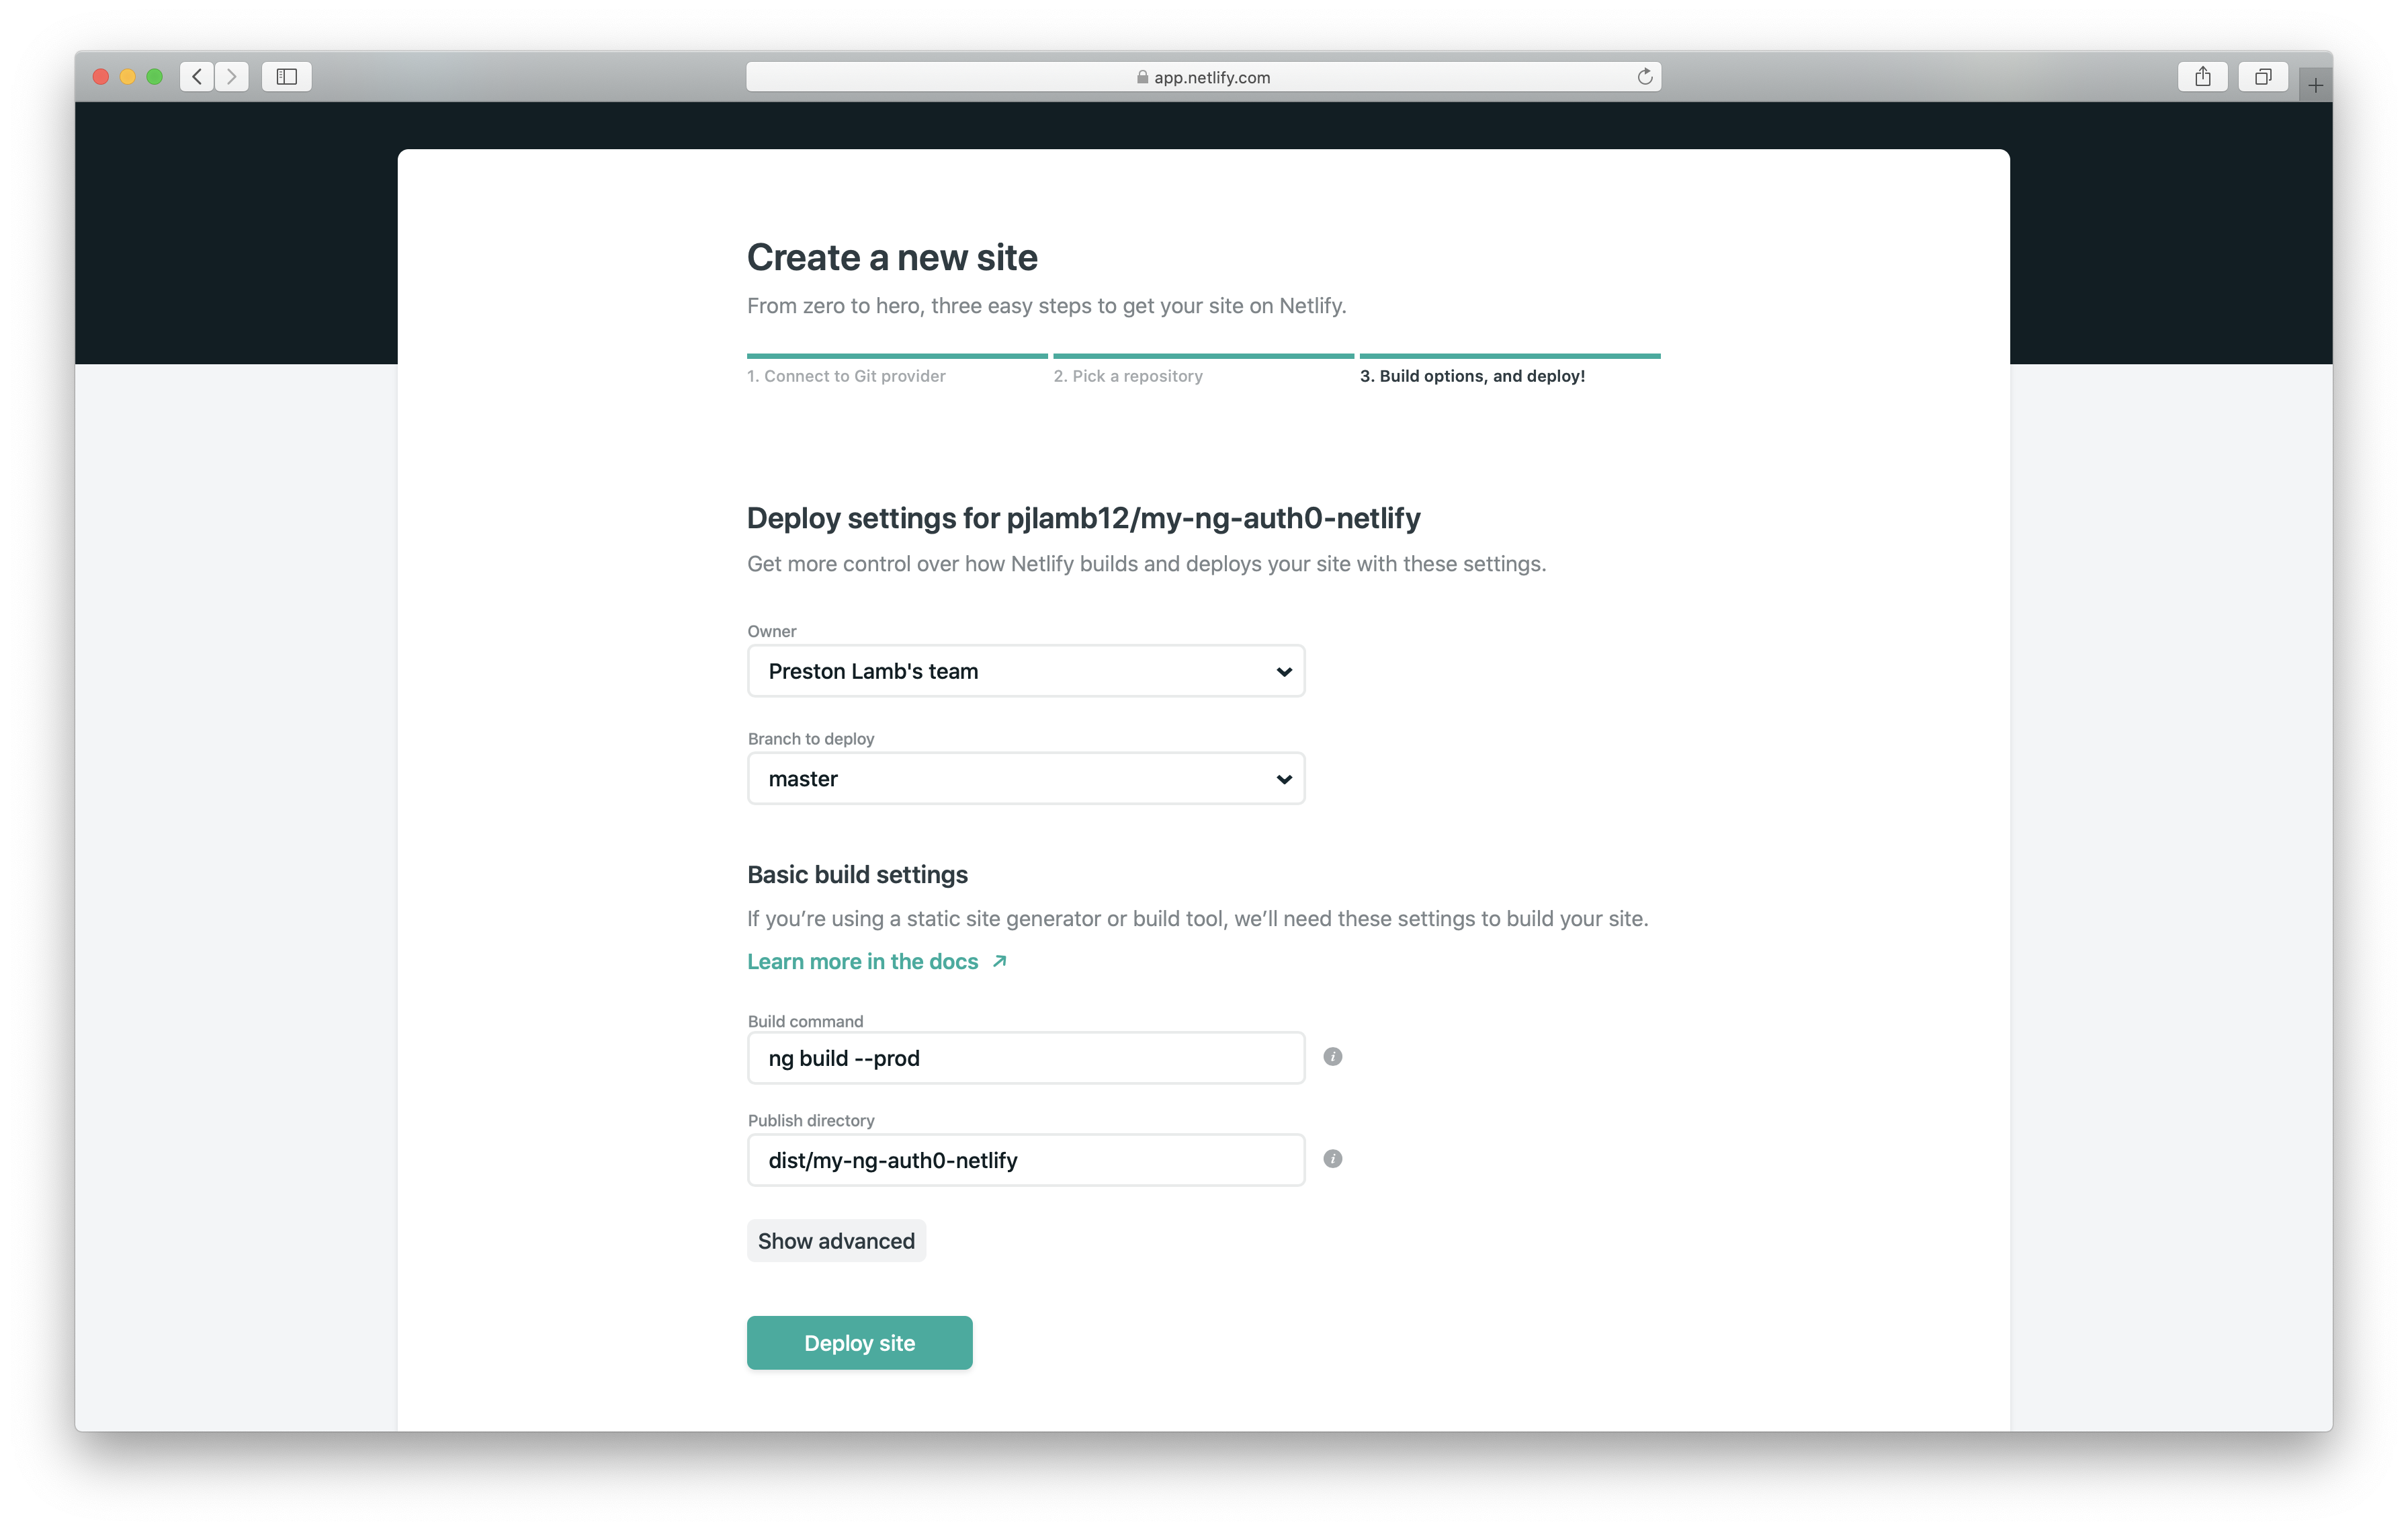 app.netlify.com
Create a new site
From zero to hero, three easy steps to get your site on Netlify.
1. Connect to Git provider
2. Pick a repository
3. Build options, and deploy!
Deploy settings for pjlamb12/my-ng-auth0-netlify
Get more control over how Netlify builds and deploys your site with these settings.
Owner
Preston Lamb's team
Branch to deploy
master
Basic build settings
If you’re using a static site generator or build tool, we’ll need these settings to build your site.
Learn more in the docs
Build command
ng build --prod
Publish directory
dist/my-ng-auth0-netlify
Show advanced
Deploy site